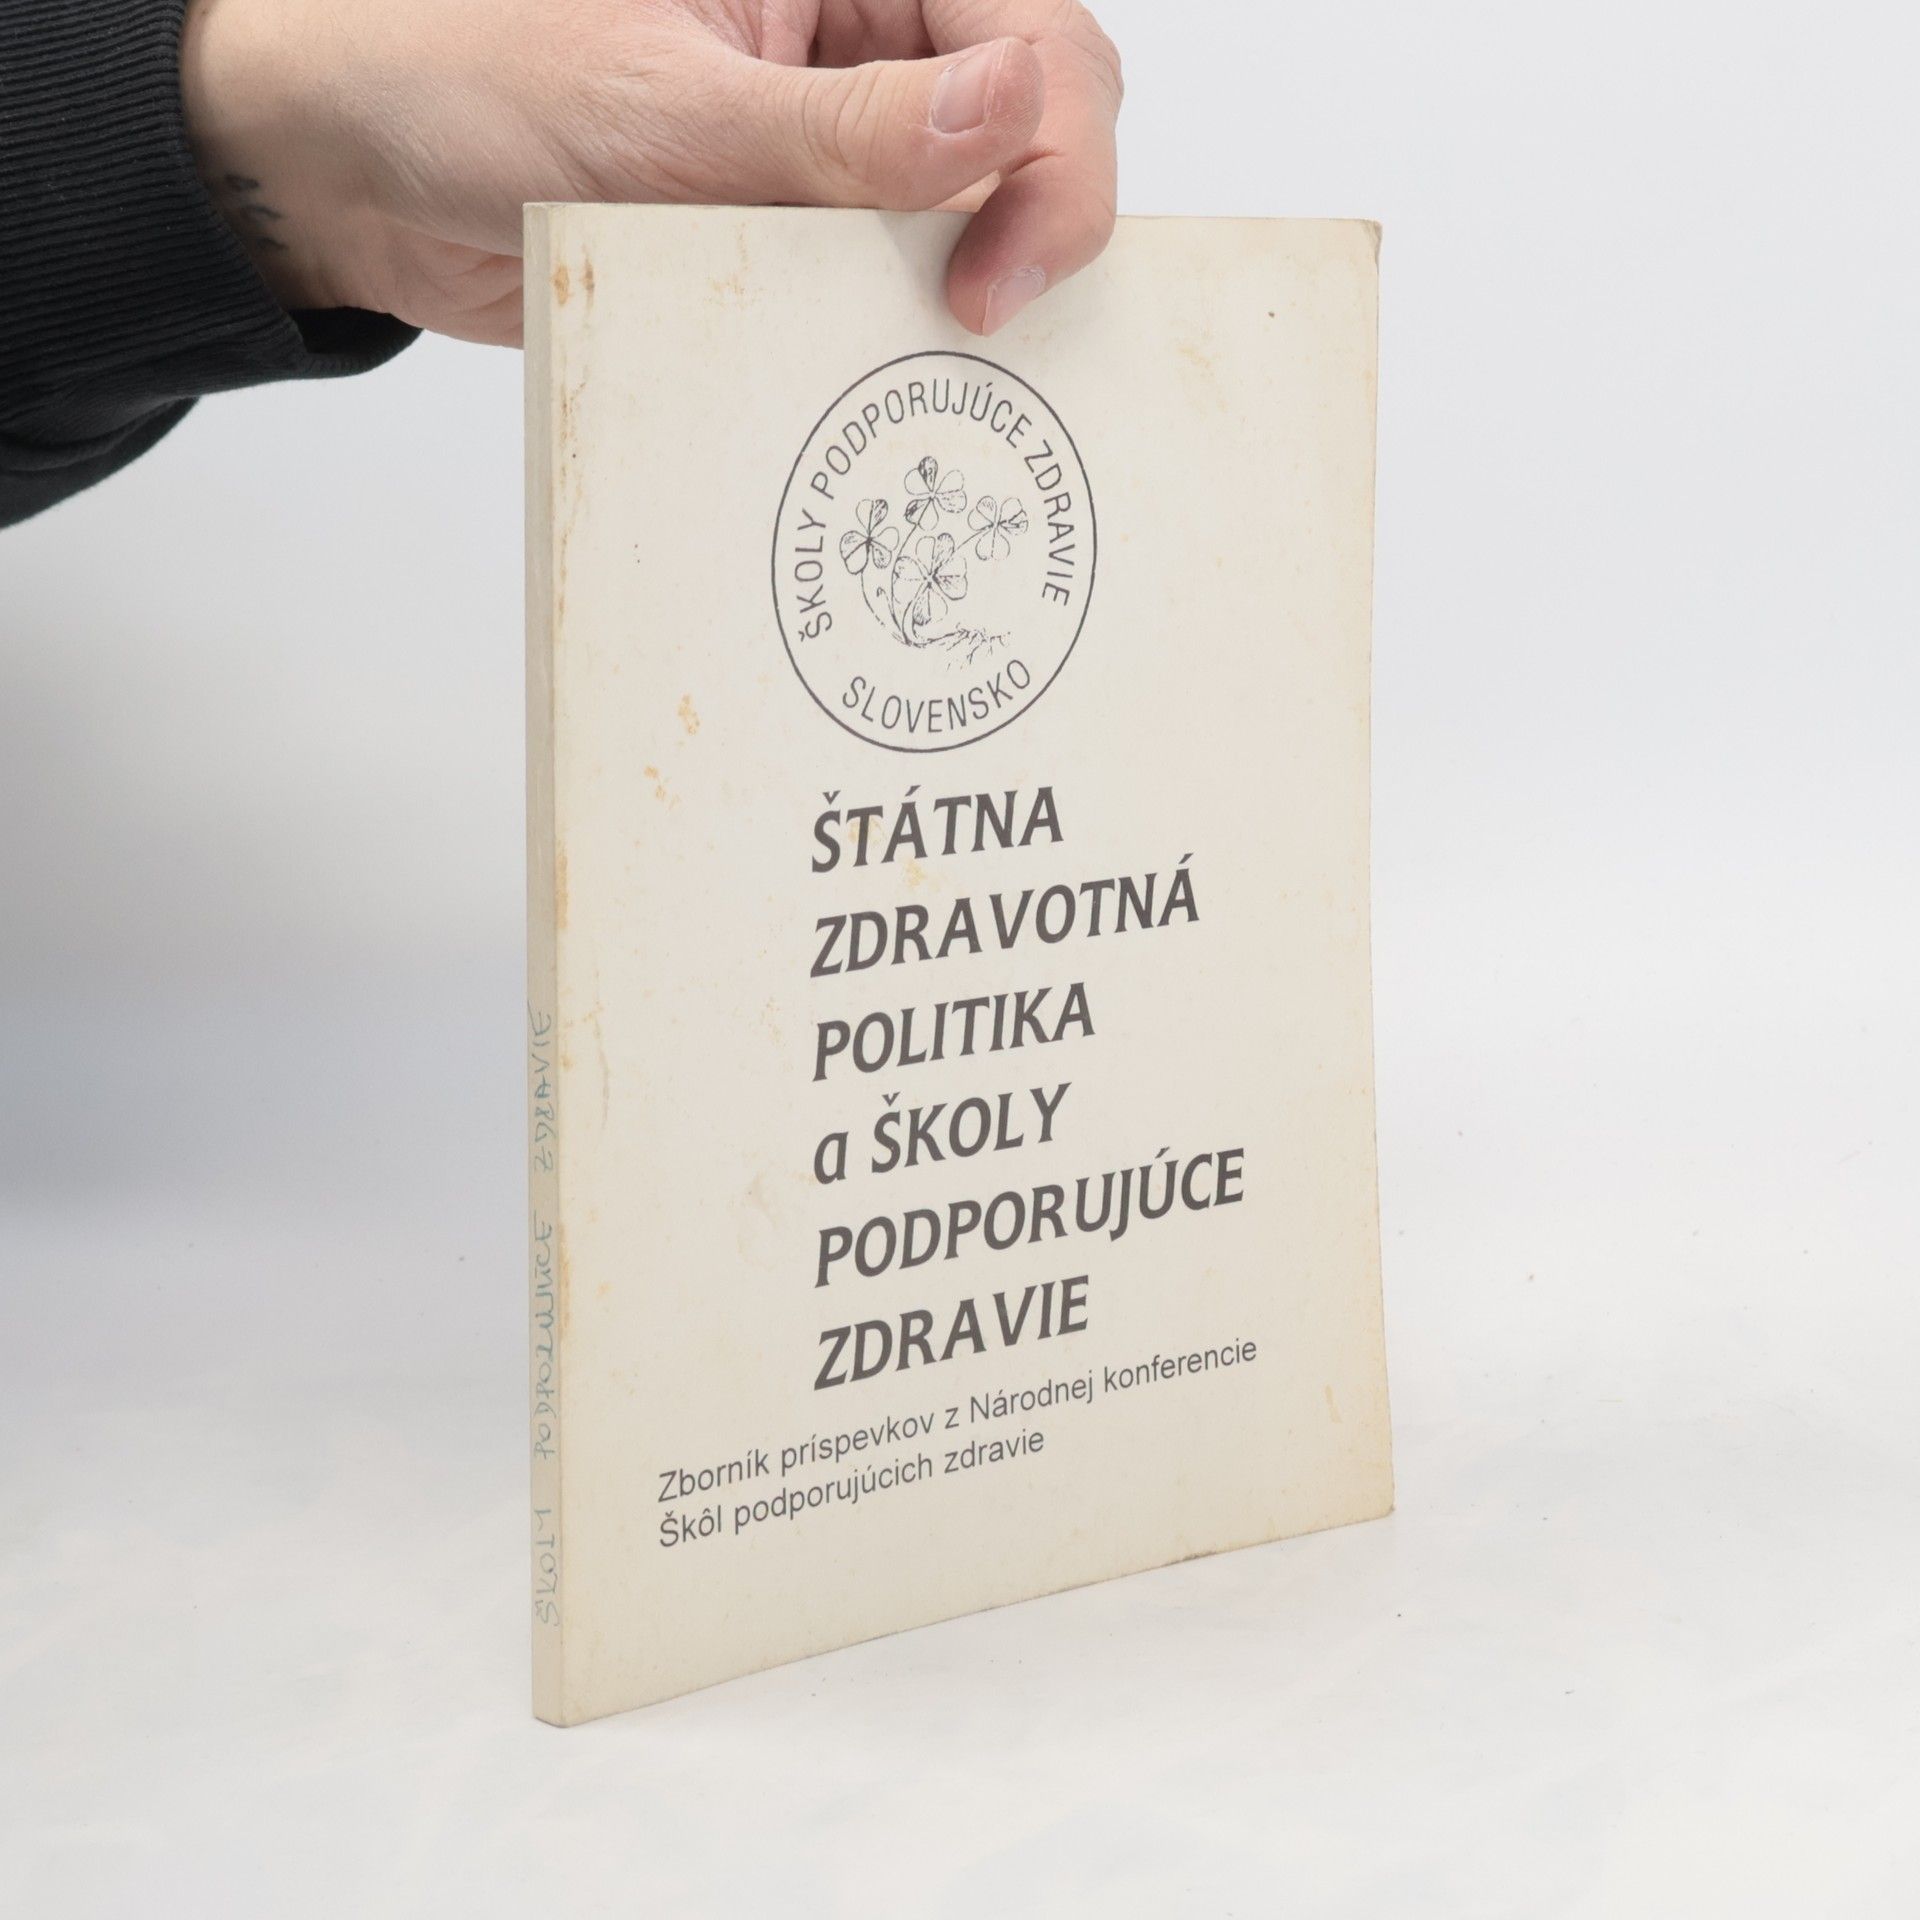 ŠKOLY PODPORUJÚCE ZDRAVIE
SLOVENSKO
ŠTÁTNA
ZDRAVOTNÁ
POLITIKA
a ŠKOLY
PODPORUJÚCE
ZDRAVIE
Zborník príspevkov z Národnej konferencie
Škôl podporujúcich zdravie
ŠKOLY PODPORUJÚCE ZDRAVIE